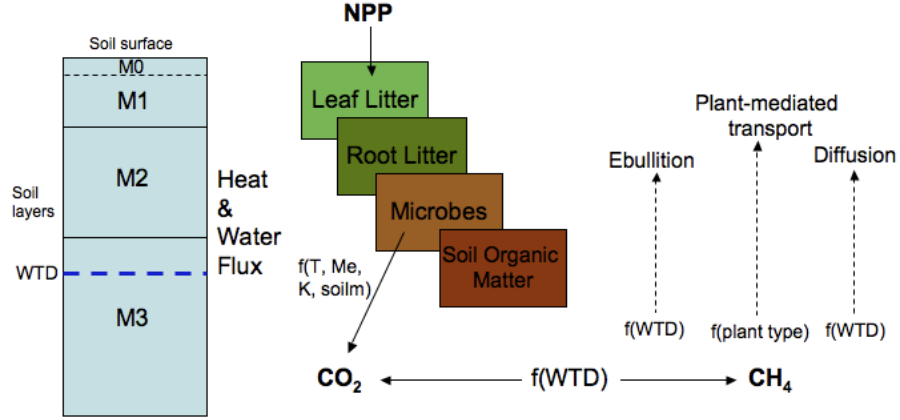 Soil surface
M0
M1
M2
M3
Soil
layers
WTD
Heat
&
Water
Flux
NPP
Leaf Litter
Root Litter
Microbes
Soil Organic
Matter
f(T, Me,
K, soilm)
CO₂
f(WTD)
CH₄
Ebullition
Plant-mediated
transport
Diffusion
f(WTD)
f(plant type)
f(WTD)